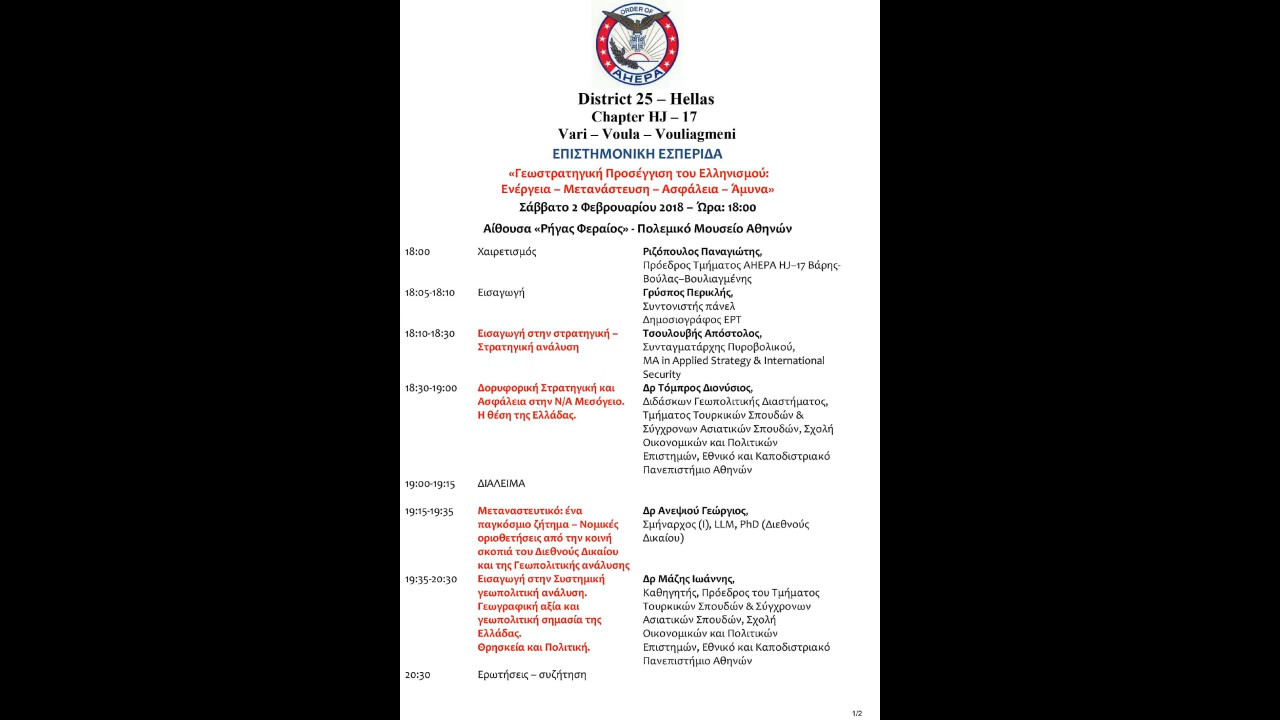 ORDER OF
AHEPA
District 25 – Hellas
Chapter HJ – 17
Vari – Voula – Vouliagmeni
ΕΠΙΣΤΗΜΟΝΙΚΗ ΕΣΠΕΡΙΔΑ
«Γεωστρατηγική Προσέγγιση του Ελληνισμού:
Ενέργεια – Μετανάστευση – Ασφάλεια – Άμυνα»
Σάββατο 2 Φεβρουαρίου 2018 – Ώρα: 18:00
Αίθουσα «Ρήγας Φεραίος» - Πολεμικό Μουσείο Αθηνών
18:00 Χαιρετισμός Ριζόπουλος Παναγιώτης,
Πρόεδρος Τμήματος AHEPA HJ–17 Βάρης-
Βούλας–Βουλιαγμένης
18:05-18:10 Εισαγωγή Γρύσπος Περικλής,
Συντονιστής πάνελ
Δημοσιογράφος ΕΡΤ
18:10-18:30 Εισαγωγή στην στρατηγική – Τσουλουβής Απόστολος,
Στρατηγική ανάλυση Συνταγματάρχης Πυροβολικού,
MA in Applied Strategy & International
Security
18:30-19:00 Δορυφορική Στρατηγική και Δρ Τόμπρος Διονύσιος,
Ασφάλεια στην Ν/Α Μεσόγειο. Διδάσκων Γεωπολιτικής Διαστήματος,
Η θέση της Ελλάδας. Τμήματος Τουρκικών Σπουδών &
Σύγχρονων Ασιατικών Σπουδών, Σχολή
Οικονομικών και Πολιτικών
Επιστημών, Εθνικό και Καποδιστριακό
Πανεπιστήμιο Αθηνών
19:00-19:15 ΔΙΑΛΕΙΜΑ
19:15-19:35 Μεταναστευτικό: ένα Δρ Ανεψιού Γεώργιος,
παγκόσμιο ζήτημα – Νομικές Σμήναρχος (Ι), LLM, PhD (Διεθνούς
οριοθετήσεις από την κοινή Δικαίου)
σκοπιά του Διεθνούς Δικαίου
και της Γεωπολιτικής ανάλυσης
19:35-20:30 Εισαγωγή στην Συστημική Δρ Μάζης Ιωάννης,
γεωπολιτική ανάλυση. Καθηγητής, Πρόεδρος του Τμήματος
Γεωγραφική αξία και Τουρκικών Σπουδών & Σύγχρονων
γεωπολιτική σημασία της Ασιατικών Σπουδών, Σχολή
Ελλάδας. Οικονομικών και Πολιτικών
Θρησκεία και Πολιτική. Επιστημών, Εθνικό και Καποδιστριακό
Πανεπιστήμιο Αθηνών
20:30 Ερωτήσεις – συζήτηση
1/2